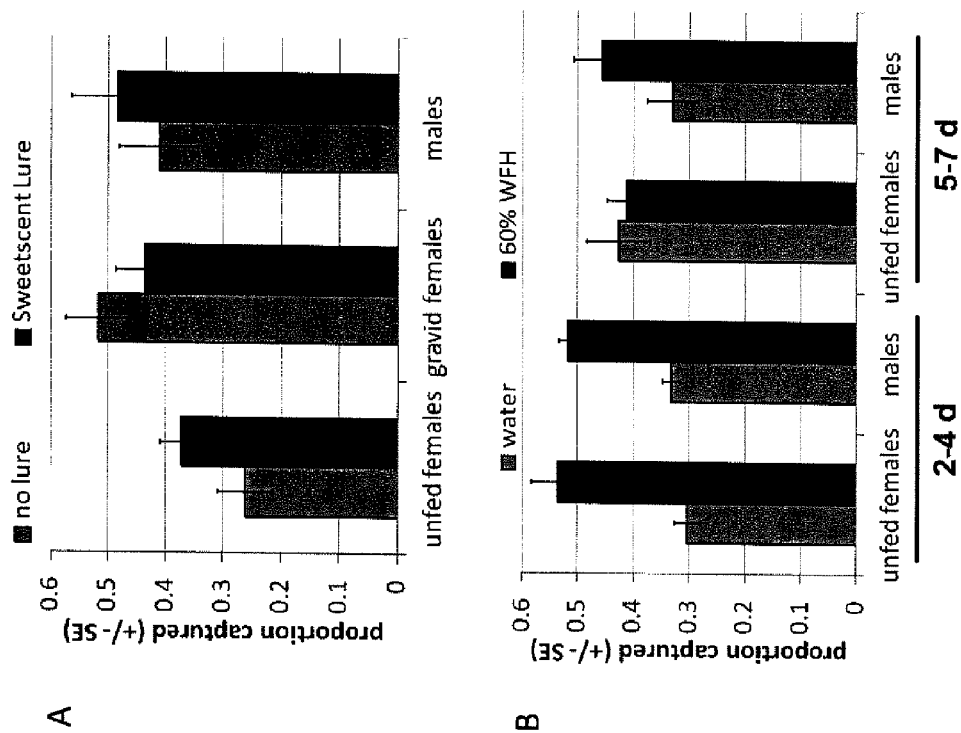 A
no lure
Sweetscent Lure
proportion captured (+/- SE)
0.6
0.5
0.4
0.3
0.2
0.1
0
unfed females
gravid females
males
B
water
60% WFH
proportion captured (+/- SE)
0.6
0.5
0.4
0.3
0.2
0.1
0
unfed females
males
unfed females
males
2-4 d
5-7 d